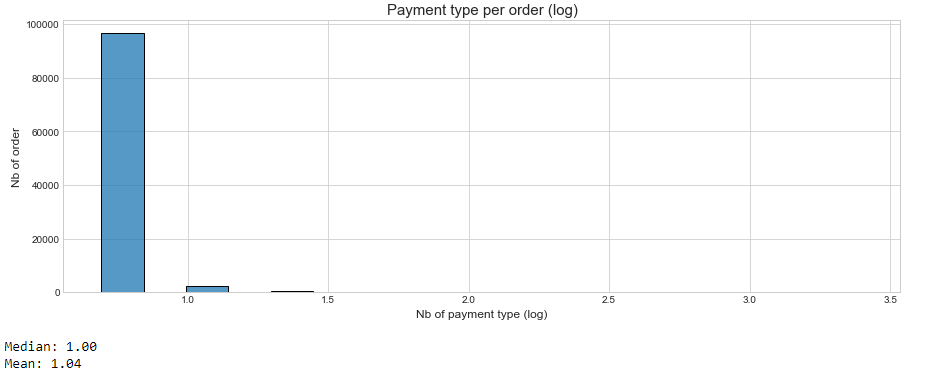 Payment type per order (log)
100000
80000
60000
40000
20000
0
Nb of order
1.0 1.5 2.0 2.5 3.0 3.5
Nb of payment type (log)
Median: 1.00
Mean: 1.04